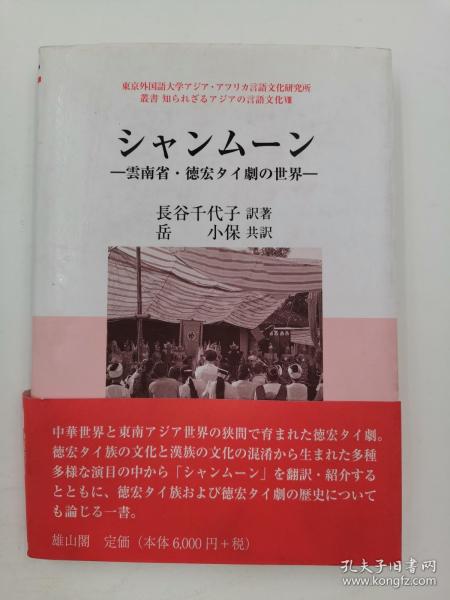 東京外国語大学アジア・アフリカ言語文化研究所
叢書 知られざるアジアの言語文化Ⅷ
シャンムーン
―雲南省・徳宏タイ劇の世界―
長谷千代子 訳著
岳 小保 共訳
中華世界と東南アジア世界の狭間で育まれた徳宏タイ劇。
徳宏タイ族の文化と漢族の文化の混淆から生まれた多種
多様な演目の中から「シャンムーン」を翻訳・紹介する
とともに、徳宏タイ族および徳宏タイ劇の歴史について
も論じる一書。
雄山閣 定価（本体6,000円＋税）
孔夫子旧书网
www.kongfz.com